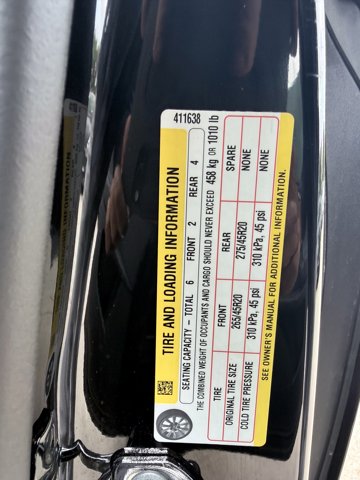 411638
TIRE AND LOADING INFORMATION
SEATING CAPACITY – TOTAL 6 FRONT 2 REAR 4
THE COMBINED WEIGHT OF OCCUPANTS AND CARGO SHOULD NEVER EXCEED 458 kg OR 1010 lb
TIRE FRONT REAR SPARE
ORIGINAL TIRE SIZE 265/45R20 275/45R20 NONE
COLD TIRE PRESSURE 310 kPa, 45 psi 310 kPa, 45 psi NONE
SEE OWNER'S MANUAL FOR ADDITIONAL INFORMATION.